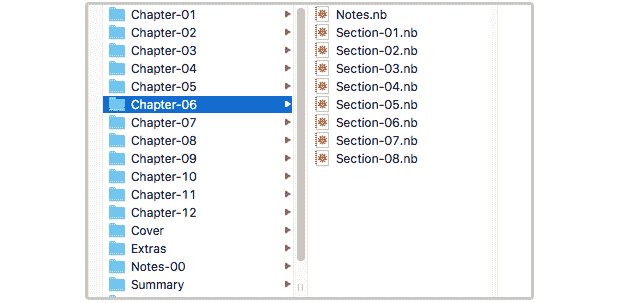 Chapter-01
Chapter-02
Chapter-03
Chapter-04
Chapter-05
Chapter-06
Chapter-07
Chapter-08
Chapter-09
Chapter-10
Chapter-11
Chapter-12
Cover
Extras
Notes-00
Summary
Notes.nb
Section-01.nb
Section-02.nb
Section-03.nb
Section-04.nb
Section-05.nb
Section-06.nb
Section-07.nb
Section-08.nb